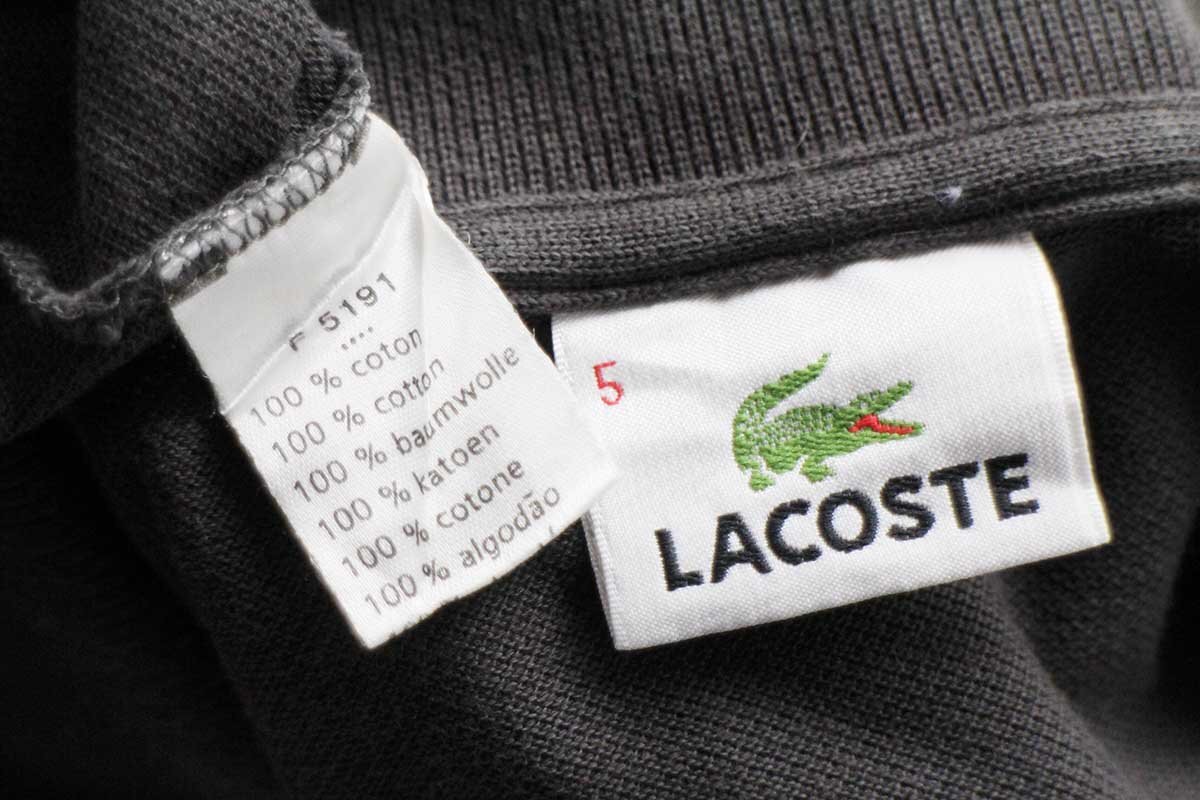 F 5191
....
100 % coton
100 % cotton
100 % baumwolle
100 % katoen
100 % cotone
100 % algodão
5
LACOSTE